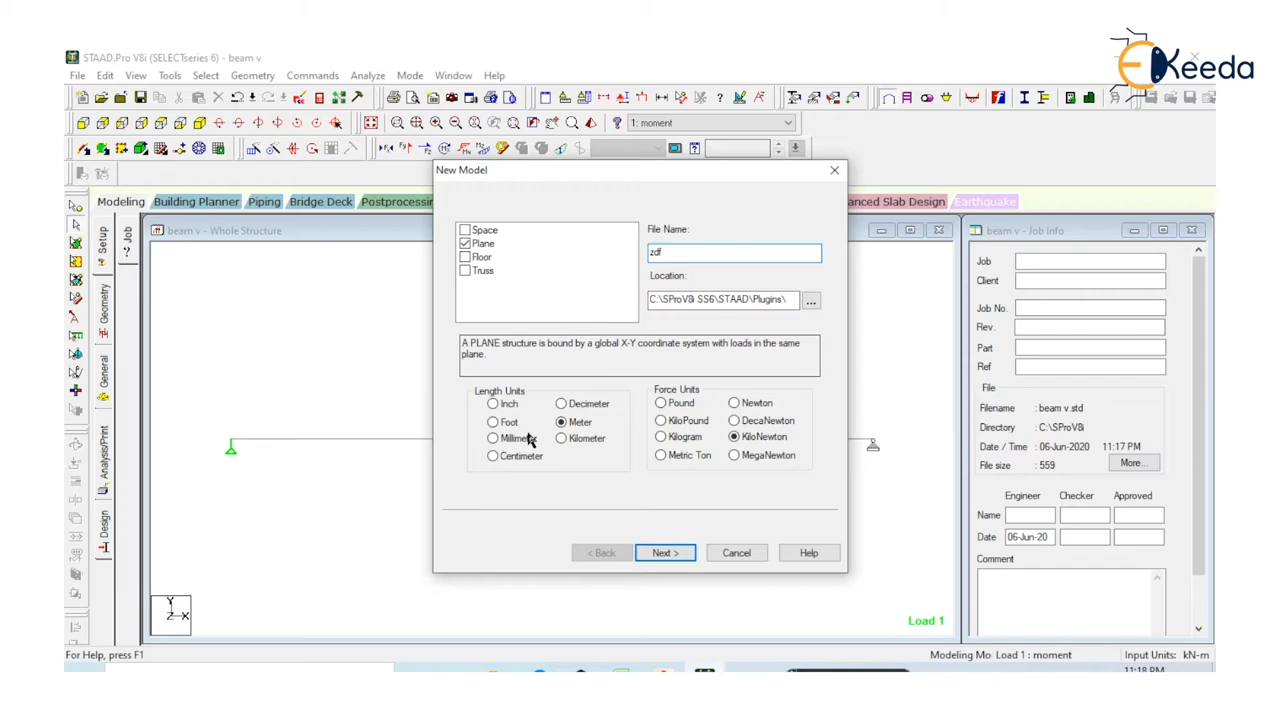 Keeda
STAAD.Pro V8i (SELECTseries 6) - beam v
File Edit View Tools Select Geometry Commands Analyze Mode Window Help
1: moment
Modeling Building Planner Piping Bridge Deck Postprocessing
anced Slab Design Earthquake
beam v - Whole Structure
beam v - Job Info
Setup
Job
Geometry
General
Analysis/Print
Design
New Model
Space
Plane
Floor
Truss
File Name:
zdf
Location:
C:\SProV8i SS6\STAAD\Plugins\
...
A PLANE structure is bound by a global X-Y coordinate system with loads in the same
plane.
Length Units
Inch Decimeter
Foot Meter
Millimeter Kilometer
Centimeter
Force Units
Pound Newton
KiloPound DecaNewton
Kilogram KiloNewton
Metric Ton MegaNewton
< Back Next > Cancel Help
Job
Client
Job No.
Rev.
Part
Ref
File
Filename : beam v.std
Directory : C:\SProV8i
Date / Time : 06-Jun-2020 11:17 PM
File size : 559 More...
Engineer Checker Approved
Name
Date 06-Jun-20
Comment
Y
Z X
Load 1
For Help, press F1
Modeling Mo Load 1 : moment Input Units: kN-m
11:18 PM